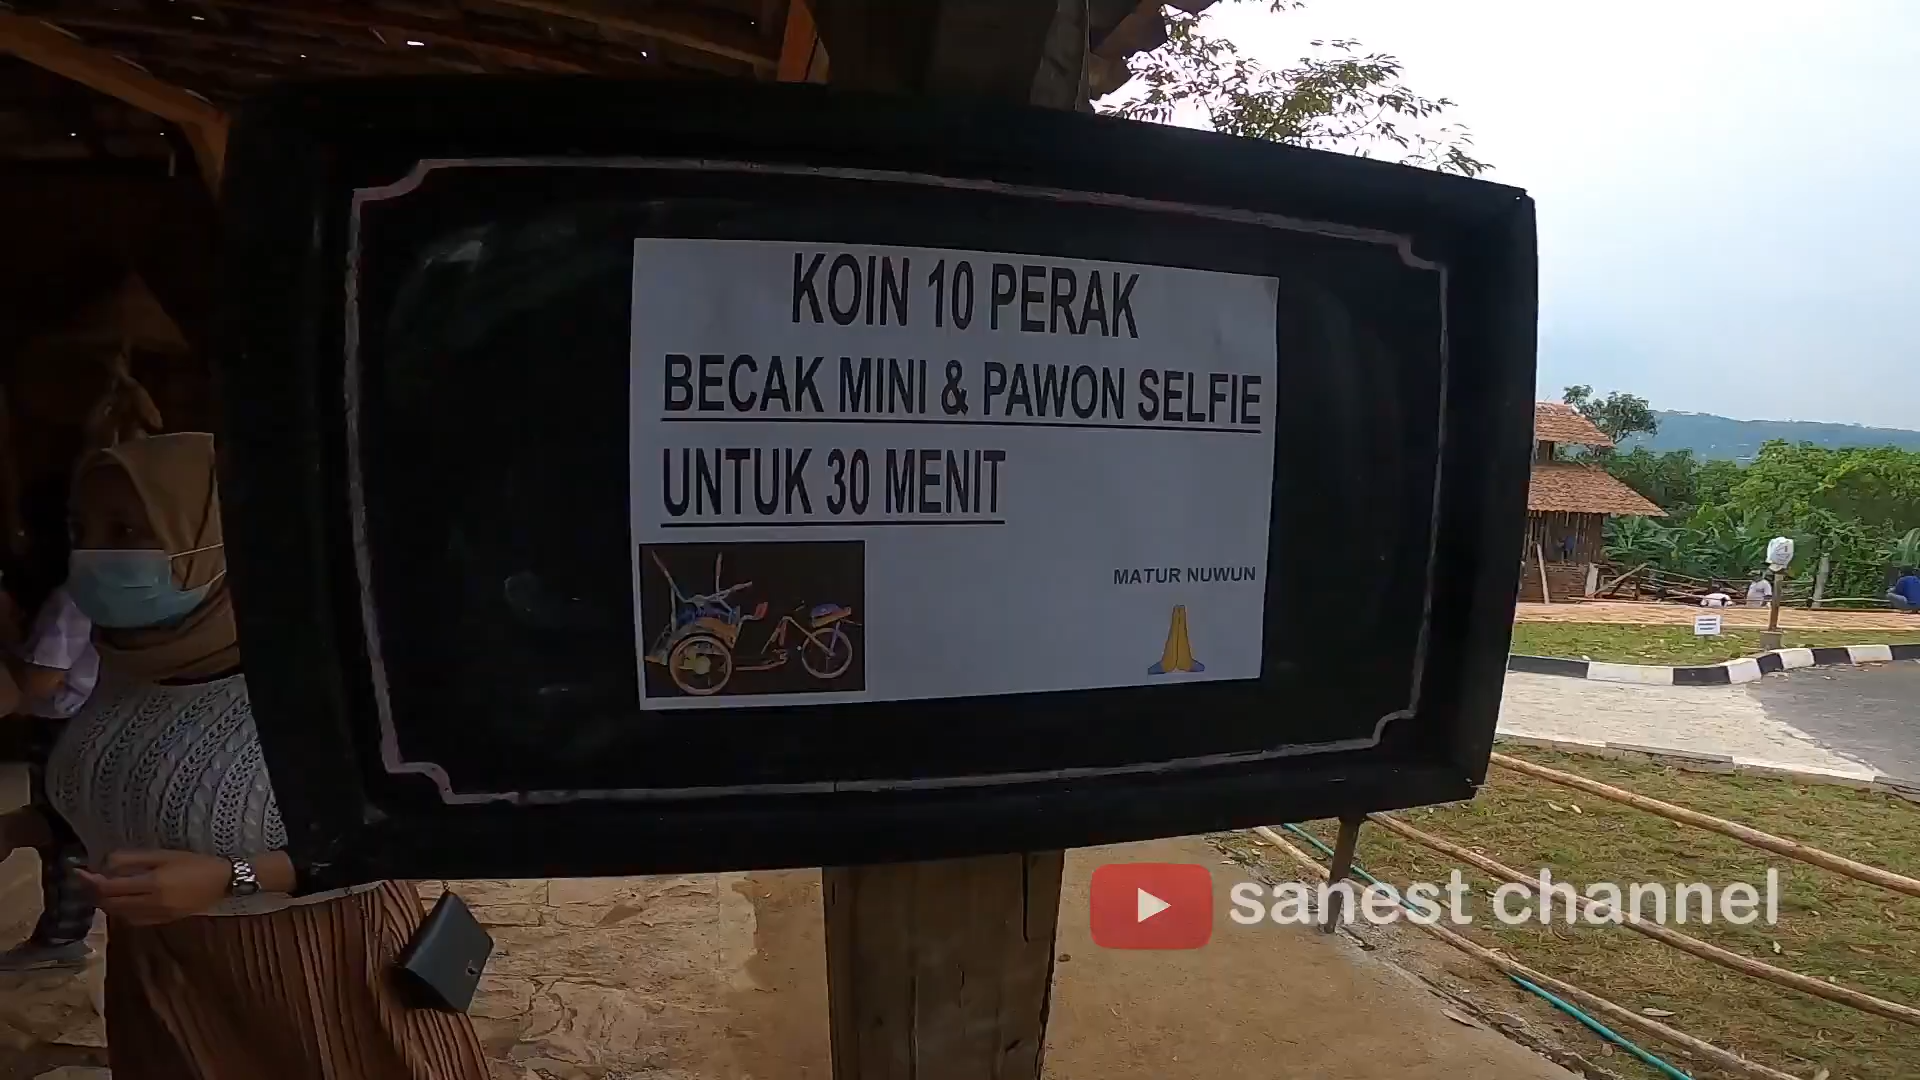 KOIN 10 PERAK
BECAK MINI & PAWON SELFIE
UNTUK 30 MENIT
MATUR NUWUN
sanest channel